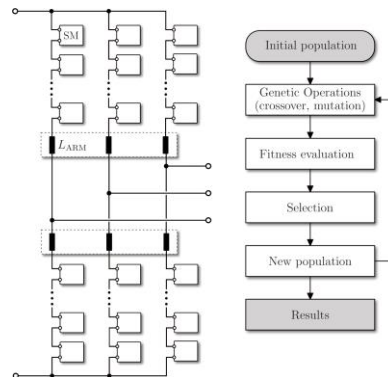 SM
L_ARM
Initial population
Genetic Operations
(crossover, mutation)
Fitness evaluation
Selection
New population
Results